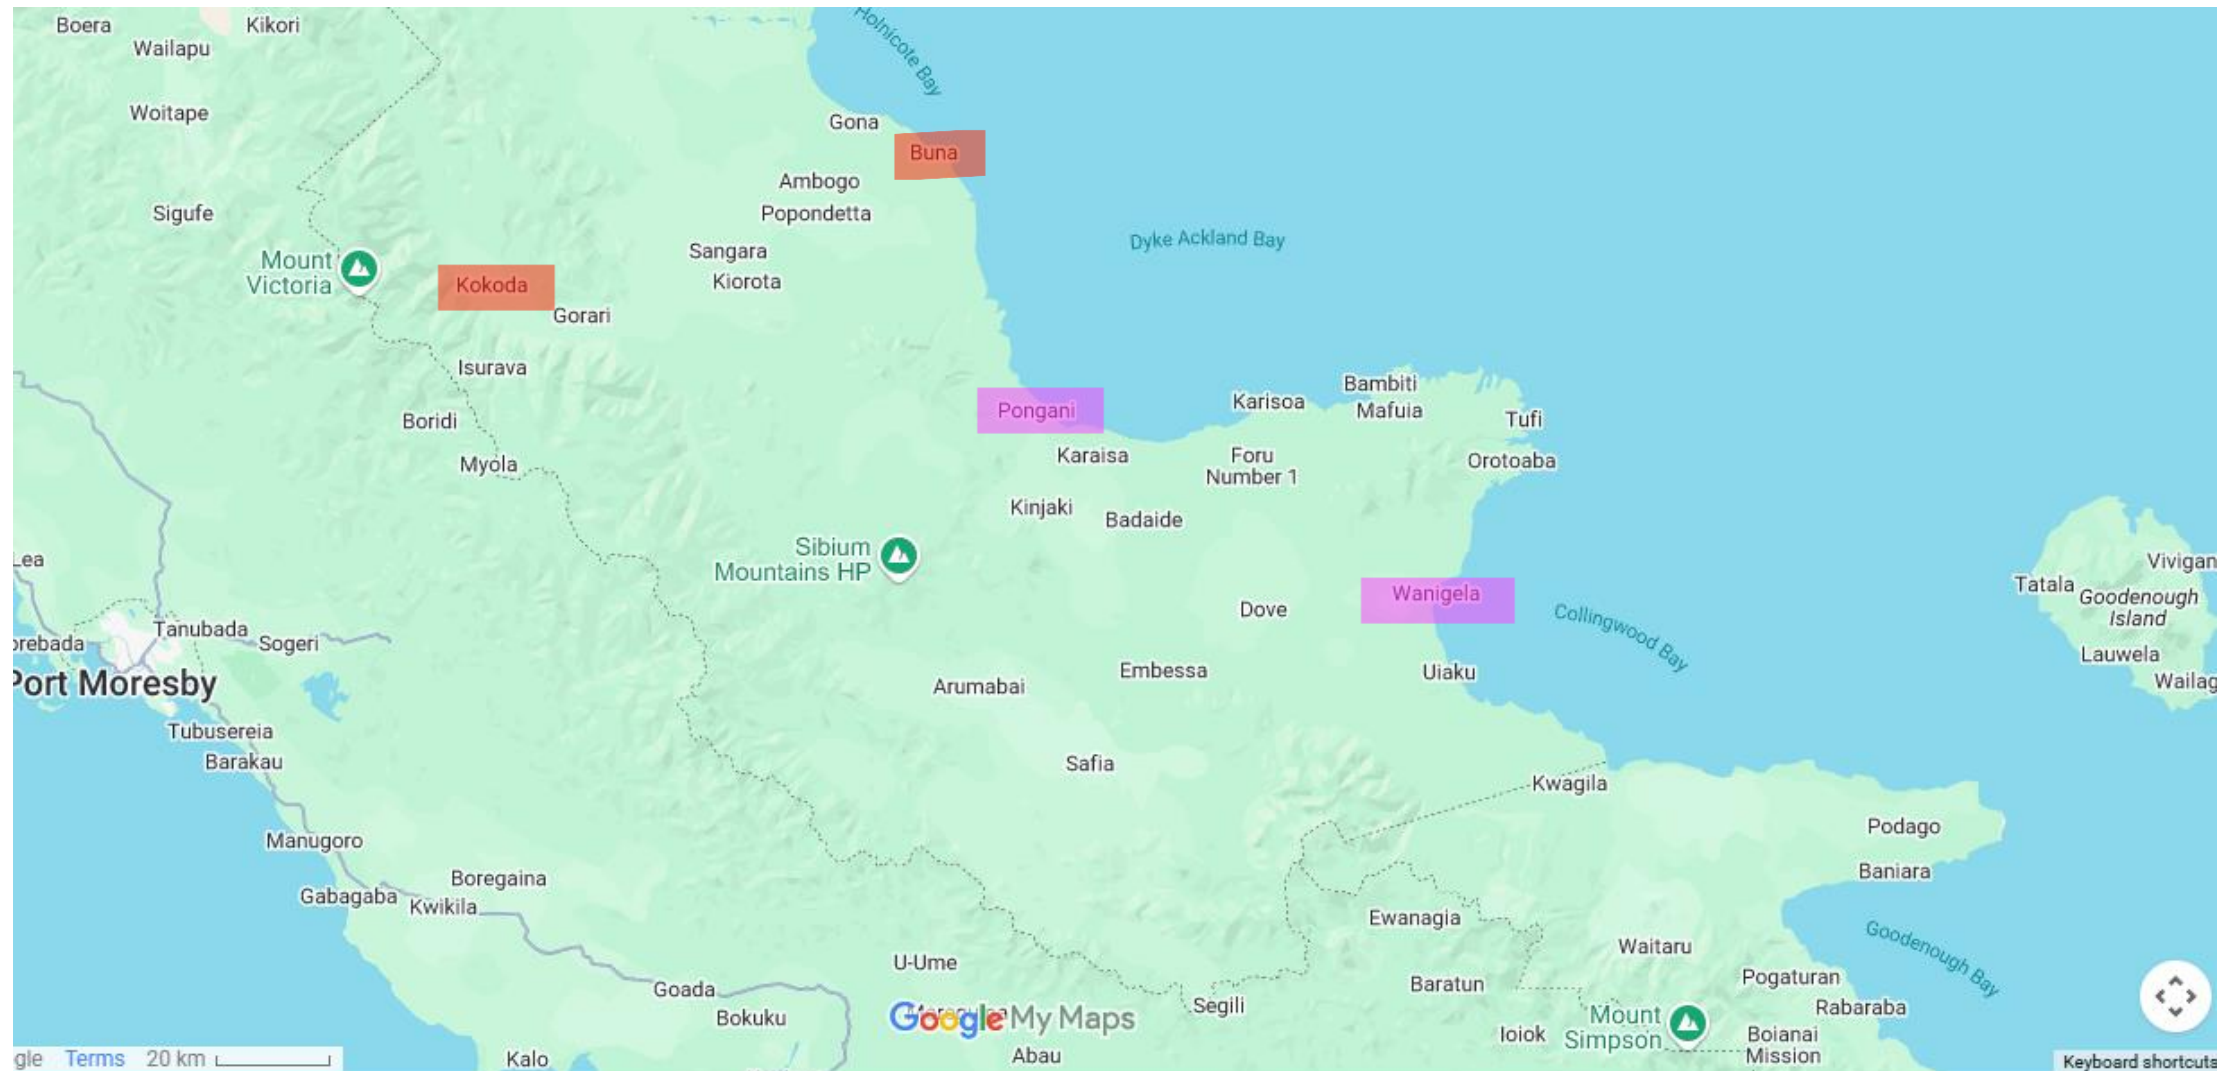 Boera
Kikori
Wailapu
Holnicote Bay
Woitape
Gona
Buna
Ambogo
Sigufe
Popondetta
Dyke Ackland Bay
Sangara
Mount
Victoria
Kiorota
Kokoda
Gorari
Isurava
Bambiti
Karisoa
Mafuia
Pongani
Tufi
Boridi
Karaisa
Foru
Number 1
Orotoaba
Myola
Kinjaki
Badaide
Sibium
Mountains HP
Lea
Vivigan
Tatala
Goodenough
Island
Wanigela
Dove
Collingwood Bay
Tanubada
Sogeri
orebada
Port Moresby
Lauwela
Wailag
Embessa
Uiaku
Arumabai
Tubusereia
Barakau
Safia
Kwagila
Manugoro
Podago
Baniara
Boregaina
Gabagaba
Kwikila
Ewanagia
Goodenough Bay
Waitaru
U-Ume
Pogaturan
Goada
Baratun
Segili
Rabaraba
Bokuku
Google My Maps
Mount
Simpson
Ioiok
Boianai
Mission
Abau
Kalo
gle Terms 20 km
Keyboard shortcuts